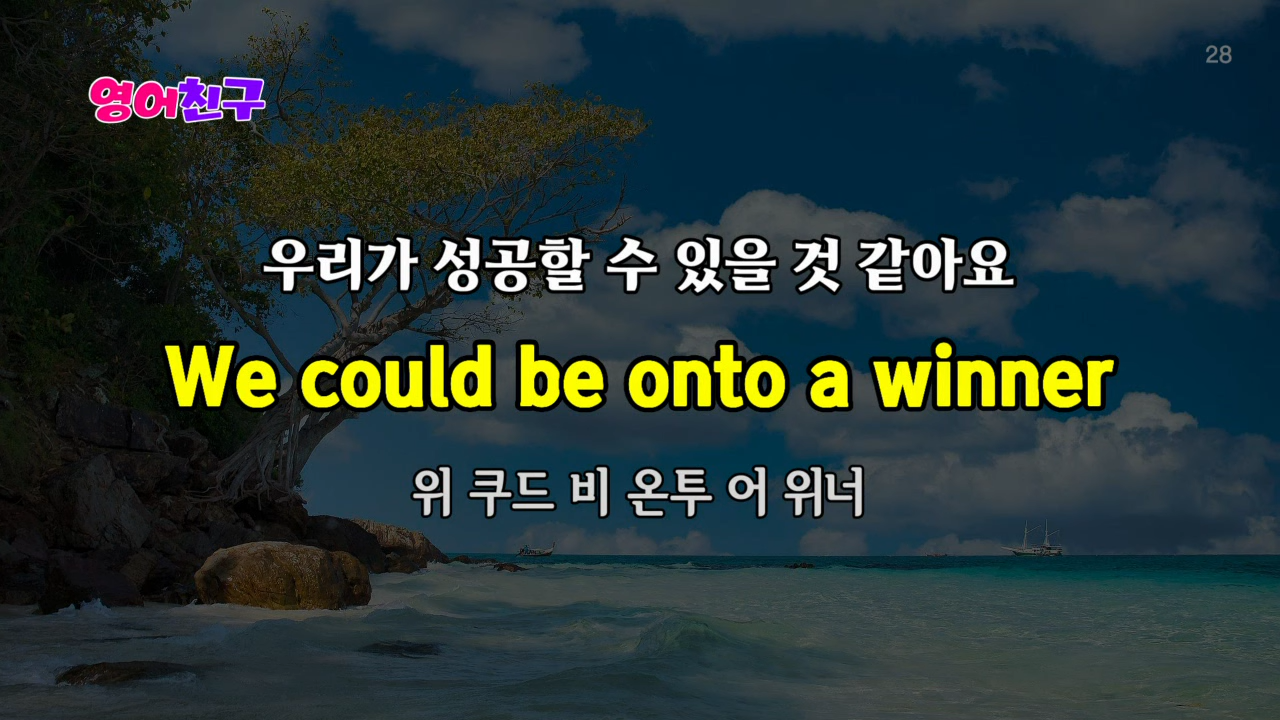 28
영어친구
우리가 성공할 수 있을 것 같아요
We could be onto a winner
위 쿠드 비 온투 어 위너